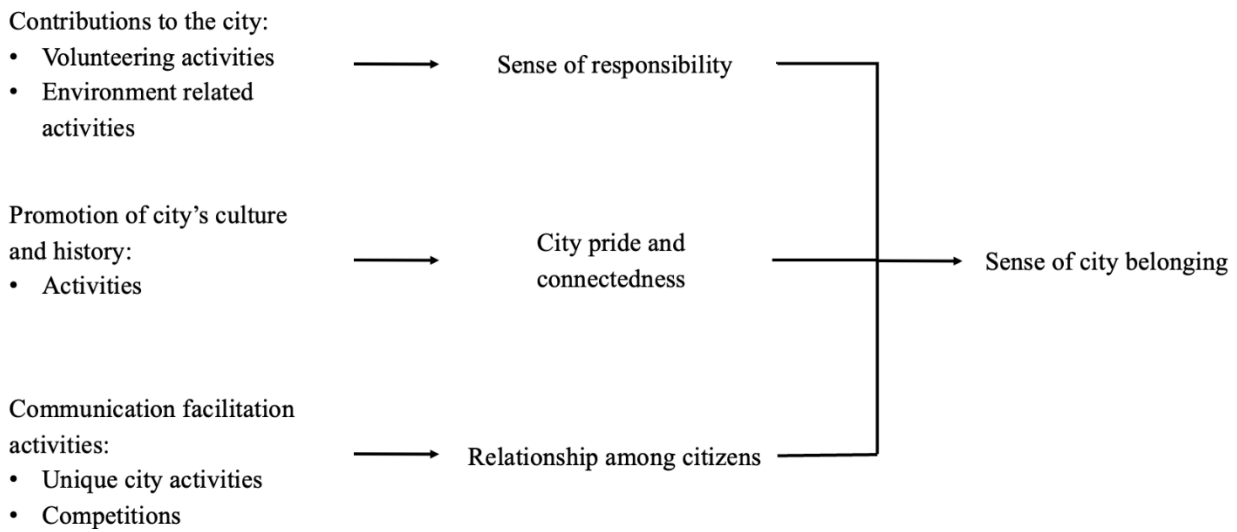 Contributions to the city:
• Volunteering activities
• Environment related
activities
Sense of responsibility
Promotion of city’s culture
and history:
• Activities
City pride and
connectedness
Sense of city belonging
Communication facilitation
activities:
• Unique city activities
• Competitions
Relationship among citizens